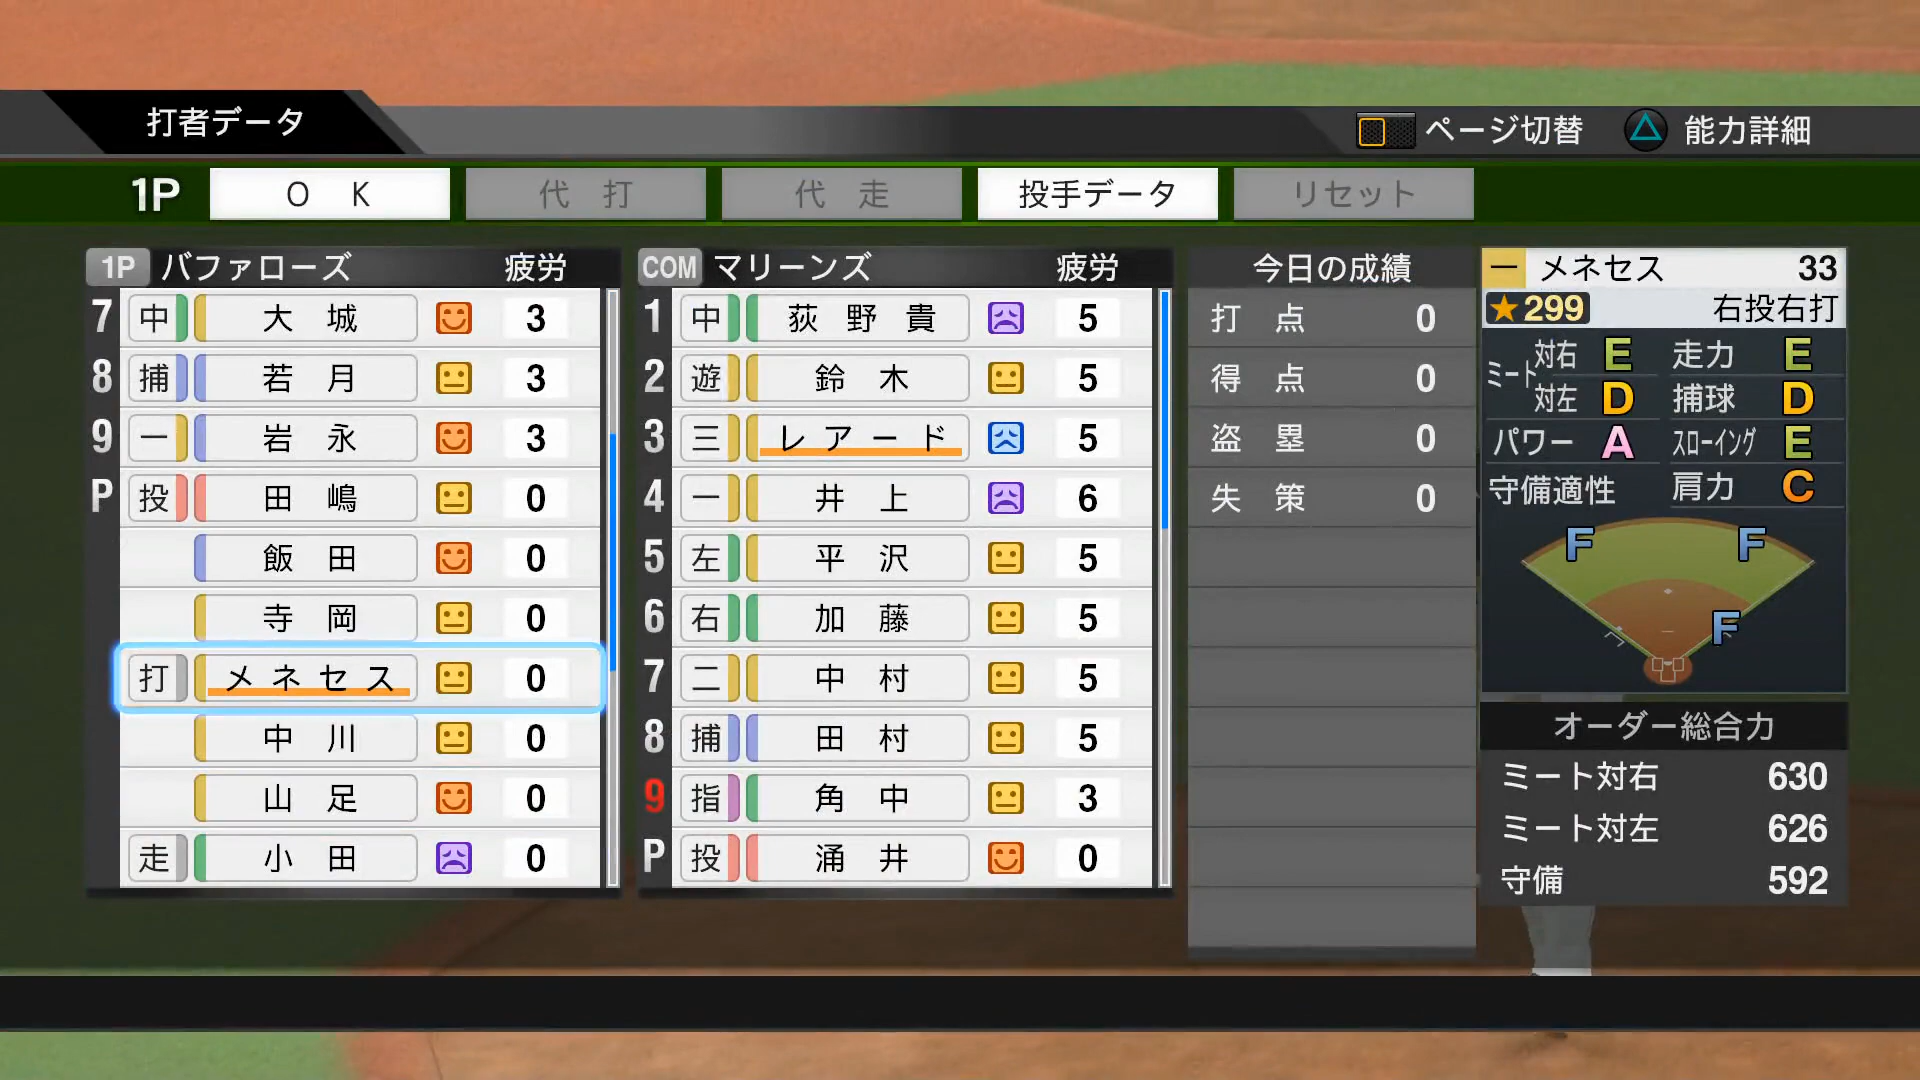 打者データ
ページ切替 能力詳細
1P OK 代打 代走 投手データ リセット
1P バファローズ 疲労
7 中 大城 3
8 捕 若月 3
9 一 岩永 3
P 投 田嶋 0
飯田 0
寺岡 0
打 メネセス 0
中川 0
山足 0
走 小田 0
COM マリーンズ 疲労
1 中 荻野貴 5
2 遊 鈴木 5
3 三 レアード 5
4 一 井上 6
5 左 平沢 5
6 右 加藤 5
7 二 中村 5
8 捕 田村 5
9 指 角中 3
P 投 涌井 0
今日の成績
打点 0
得点 0
盗塁 0
失策 0
一 メネセス 33
★299 右投右打
ミート 対右 E 走力 E
対左 D 捕球 D
パワー A スローイング E
守備適性 肩力 C
F F
F
オーダー総合力
ミート対右 630
ミート対左 626
守備 592